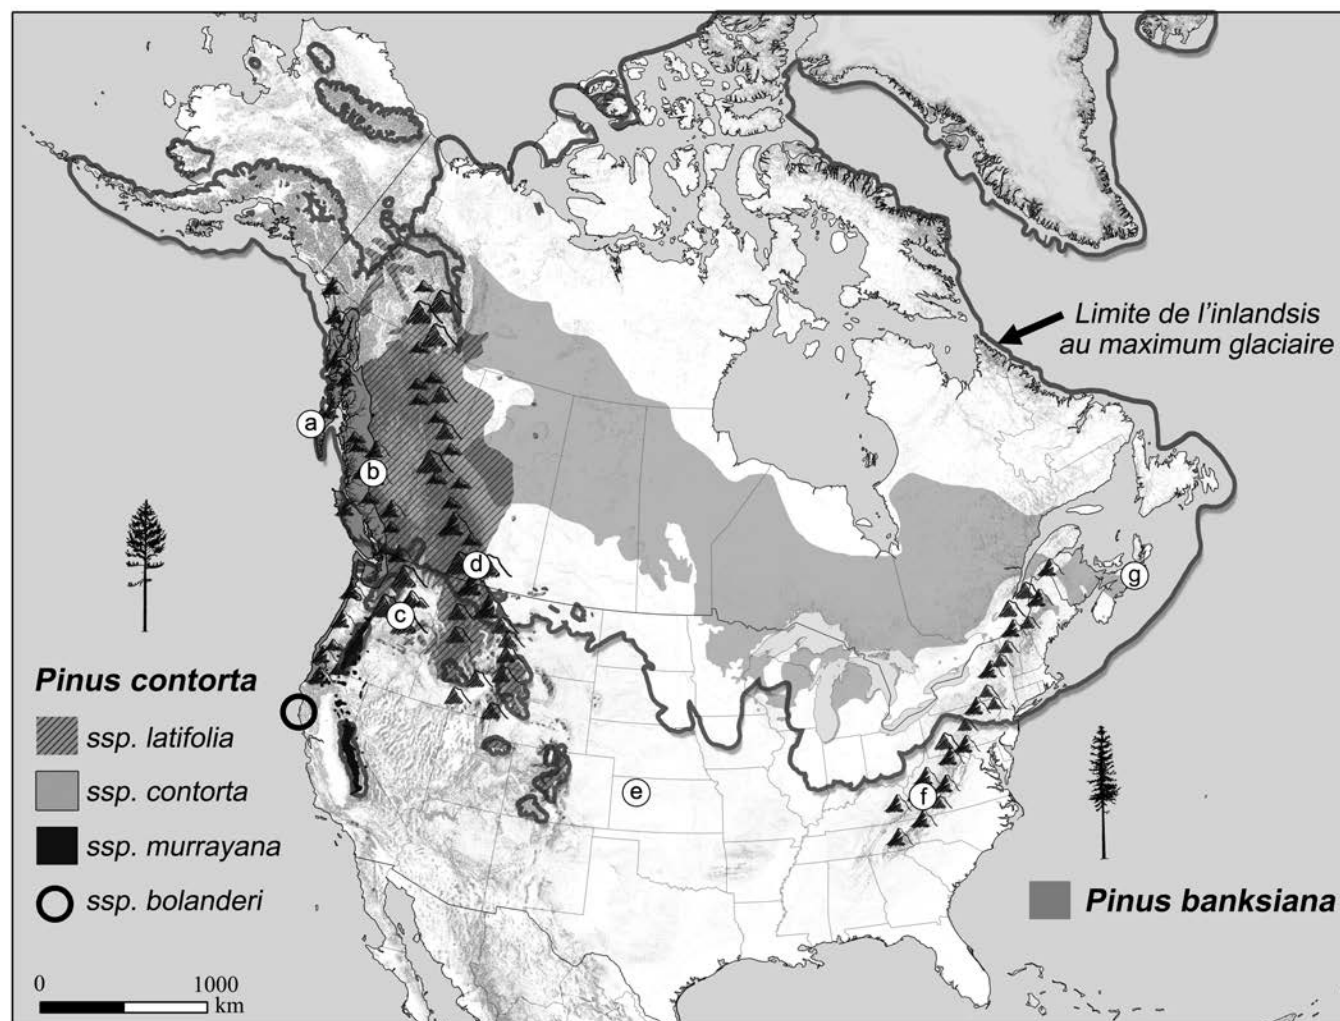 Limite de l'inlandsis
au maximum glaciaire
a
b
c
d
e
f
g
Pinus contorta
ssp. latifolia
ssp. contorta
ssp. murrayana
ssp. bolanderi
0 1000
km
Pinus banksiana